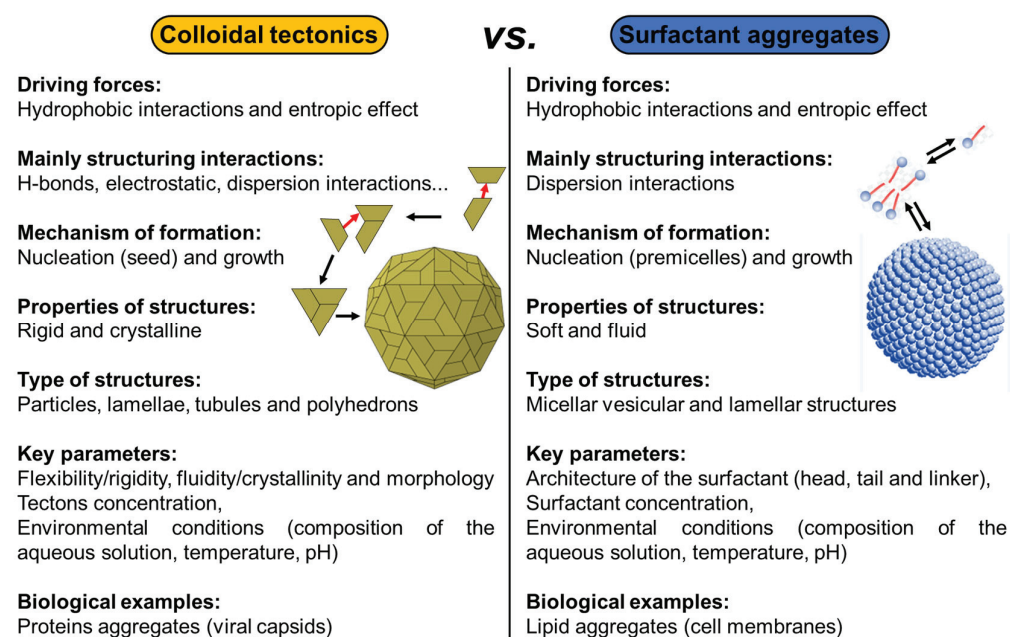 Colloidal tectonics
vs.
Surfactant aggregates
Driving forces:
Hydrophobic interactions and entropic effect
Mainly structuring interactions:
H-bonds, electrostatic, dispersion interactions...
Mechanism of formation:
Nucleation (seed) and growth
Properties of structures:
Rigid and crystalline
Type of structures:
Particles, lamellae, tubules and polyhedrons
Key parameters:
Flexibility/rigidity, fluidity/crystallinity and morphology
Tectons concentration,
Environmental conditions (composition of the
aqueous solution, temperature, pH)
Biological examples:
Proteins aggregates (viral capsids)
Driving forces:
Hydrophobic interactions and entropic effect
Mainly structuring interactions:
Dispersion interactions
Mechanism of formation:
Nucleation (premicelles) and growth
Properties of structures:
Soft and fluid
Type of structures:
Micellar vesicular and lamellar structures
Key parameters:
Architecture of the surfactant (head, tail and linker),
Surfactant concentration,
Environmental conditions (composition of the
aqueous solution, temperature, pH)
Biological examples:
Lipid aggregates (cell membranes)